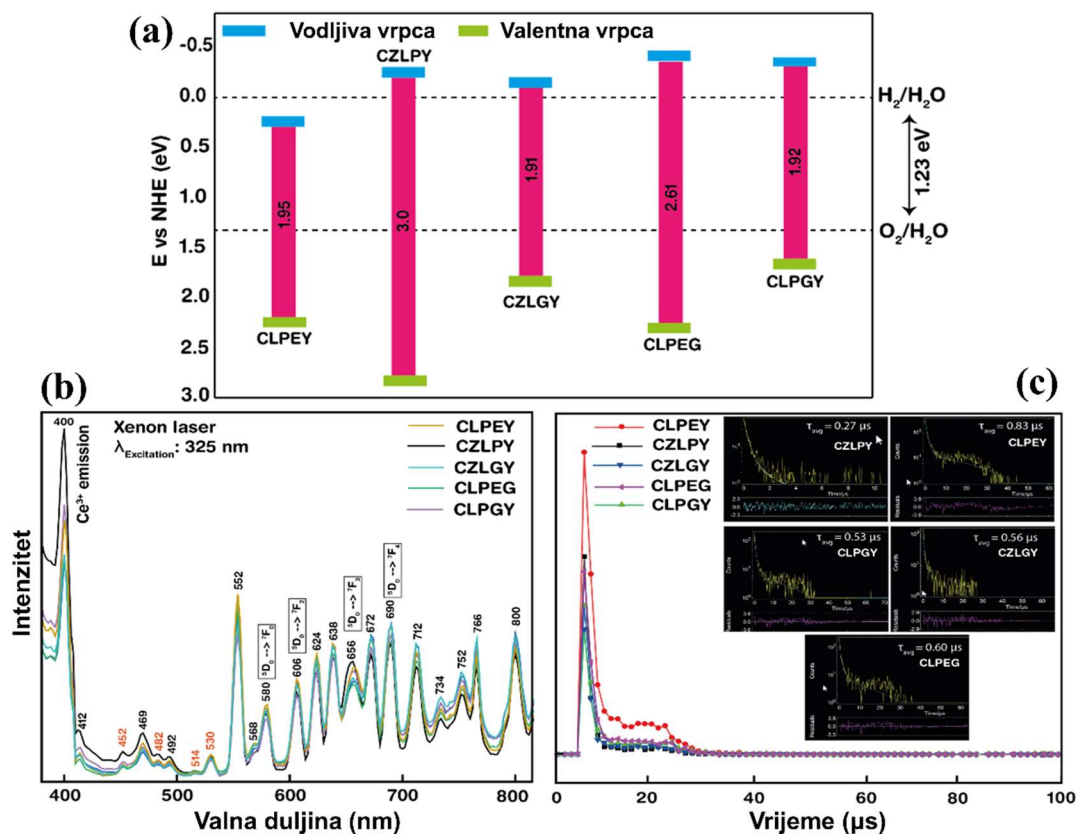 (a)
Vodljiva vrpca
Valentna vrpca
E vs NHE (eV)
-0.5
0.0
0.5
1.0
1.5
2.0
2.5
3.0
CZLPY
1.95
3.0
1.91
2.61
1.92
CLPEY
CZLGY
CLPEG
CLPGY
H2/H2O
1.23 eV
O2/H2O
(b)
Xenon laser
λExcitation: 325 nm
CLPEY
CZLPY
CZLGY
CLPEG
CLPGY
Intenzitet
400
Ce3+ emission
412
452
469
482
492
514
530
552
568
580
⁵D₀ --> ⁷F₀
606
⁵D₀ --> ⁷F₂
624
638
656
⁵D₀ --> ⁷F₃
672
690
⁵D₀ --> ⁷F₄
712
734
752
766
800
400 500 600 700 800
Valna duljina (nm)
(c)
CLPEY
CZLPY
CZLGY
CLPEG
CLPGY
τavg = 0.27 µs
CZLPY
τavg = 0.83 µs
CLPEY
τavg = 0.53 µs
CLPGY
τavg = 0.56 µs
CZLGY
τavg = 0.60 µs
CLPEG
0 20 40 60 80 100
Vrijeme (µs)